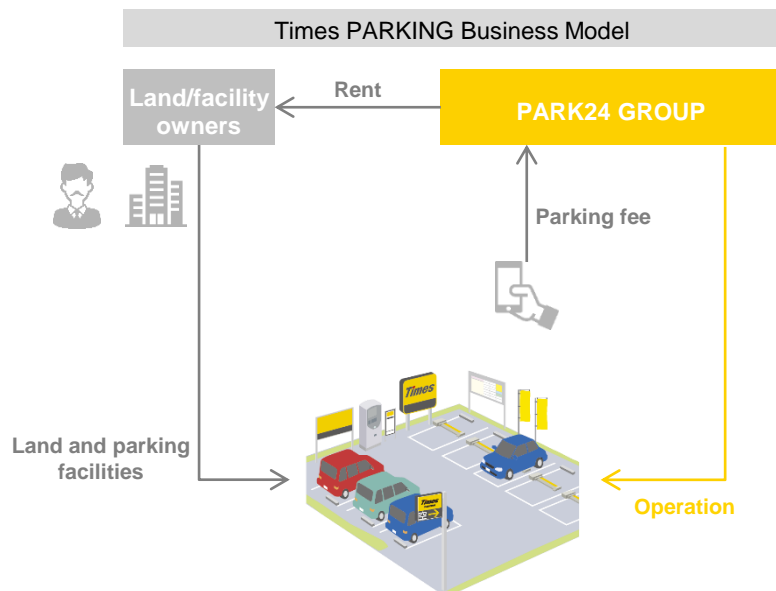 Times PARKING Business Model
Land/facility
owners
Rent
PARK24 GROUP
Parking fee
Times
Land and parking
facilities
Times
Operation